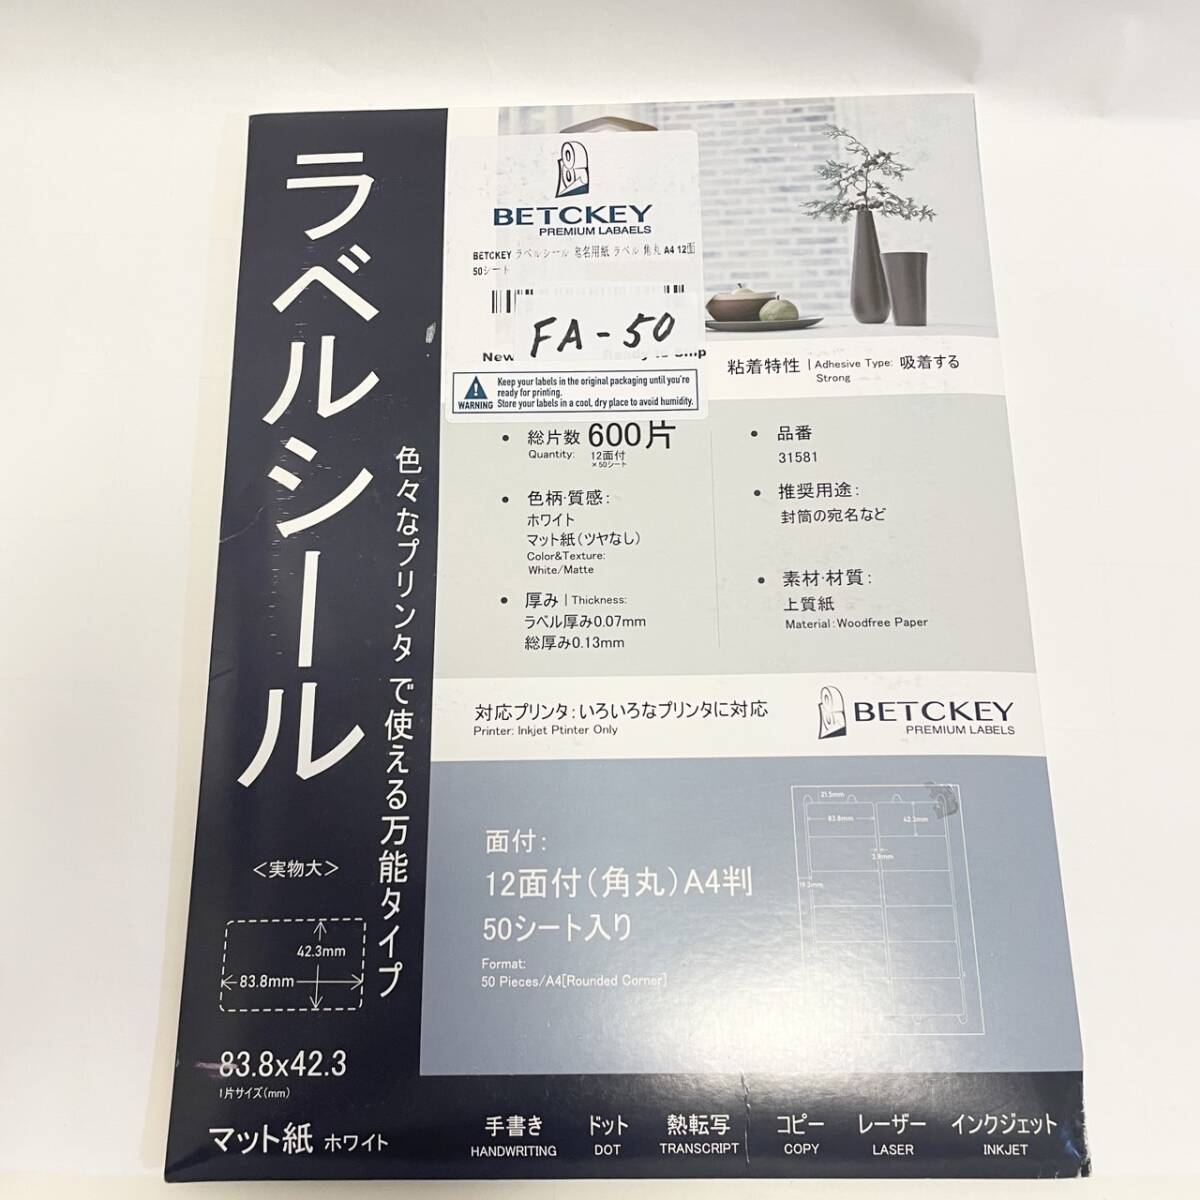 ラベルシール
色々なプリンタで使える万能タイプ
<実物大>
42.3mm
83.8mm
83.8x42.3
1片サイズ(mm)
マット紙 ホワイト
BETCKEY
PREMIUM LABAELS
BETCKEY ラベルシール 宛名用紙 ラベル 角丸 A4 12面
50シート
FA-50
New
WARNING
Keep your labels in the original packaging until you're
ready for printing.
Store your labels in a cool, dry place to avoid humidity.
粘着特性 | Adhesive Type: 吸着する
Strong
• 総片数 600片
Quantity: 12面付
×50シート
• 色柄·質感:
ホワイト
マット紙(ツヤなし)
Color&Texture:
White/Matte
• 厚み | Thickness:
ラベル厚み0.07mm
総厚み0.13mm
• 品番
31581
• 推奨用途:
封筒の宛名など
• 素材·材質:
上質紙
Material:Woodfree Paper
対応プリンタ:いろいろなプリンタに対応
Printer: Inkjet Ptinter Only
BETCKEY
PREMIUM LABELS
面付:
12面付(角丸)A4判
50シート入り
Format:
50 Pieces/A4[Rounded Corner]
21.5mm
83.8mm
42.3mm
手書き
HANDWRITING
ドット
DOT
熱転写
TRANSCRIPT
コピー
COPY
レーザー
LASER
インクジェット
INKJET